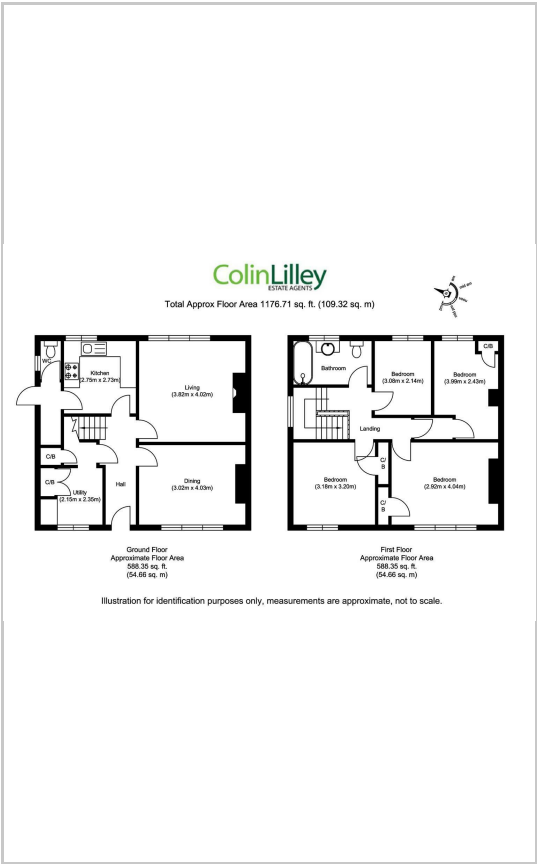 ColinLilley
ESTATE AGENTS
Total Approx Floor Area 1176.71 sq. ft. (109.32 sq. m)
WC
Kitchen
(2.75m x 2.73m)
Living
(3.82m x 4.02m)
C/B
C/B
Utility
(2.15m x 2.35m)
Hall
Dining
(3.02m x 4.03m)
Bathroom
Bedroom
(3.08m x 2.14m)
C/B
Bedroom
(3.99m x 2.43m)
Landing
Bedroom
(3.18m x 3.20m)
C/
B
C/
B
Bedroom
(2.92m x 4.04m)
Ground Floor
Approximate Floor Area
588.35 sq. ft.
(54.66 sq. m)
First Floor
Approximate Floor Area
588.35 sq. ft.
(54.66 sq. m)
Illustration for identification purposes only, measurements are approximate, not to scale.